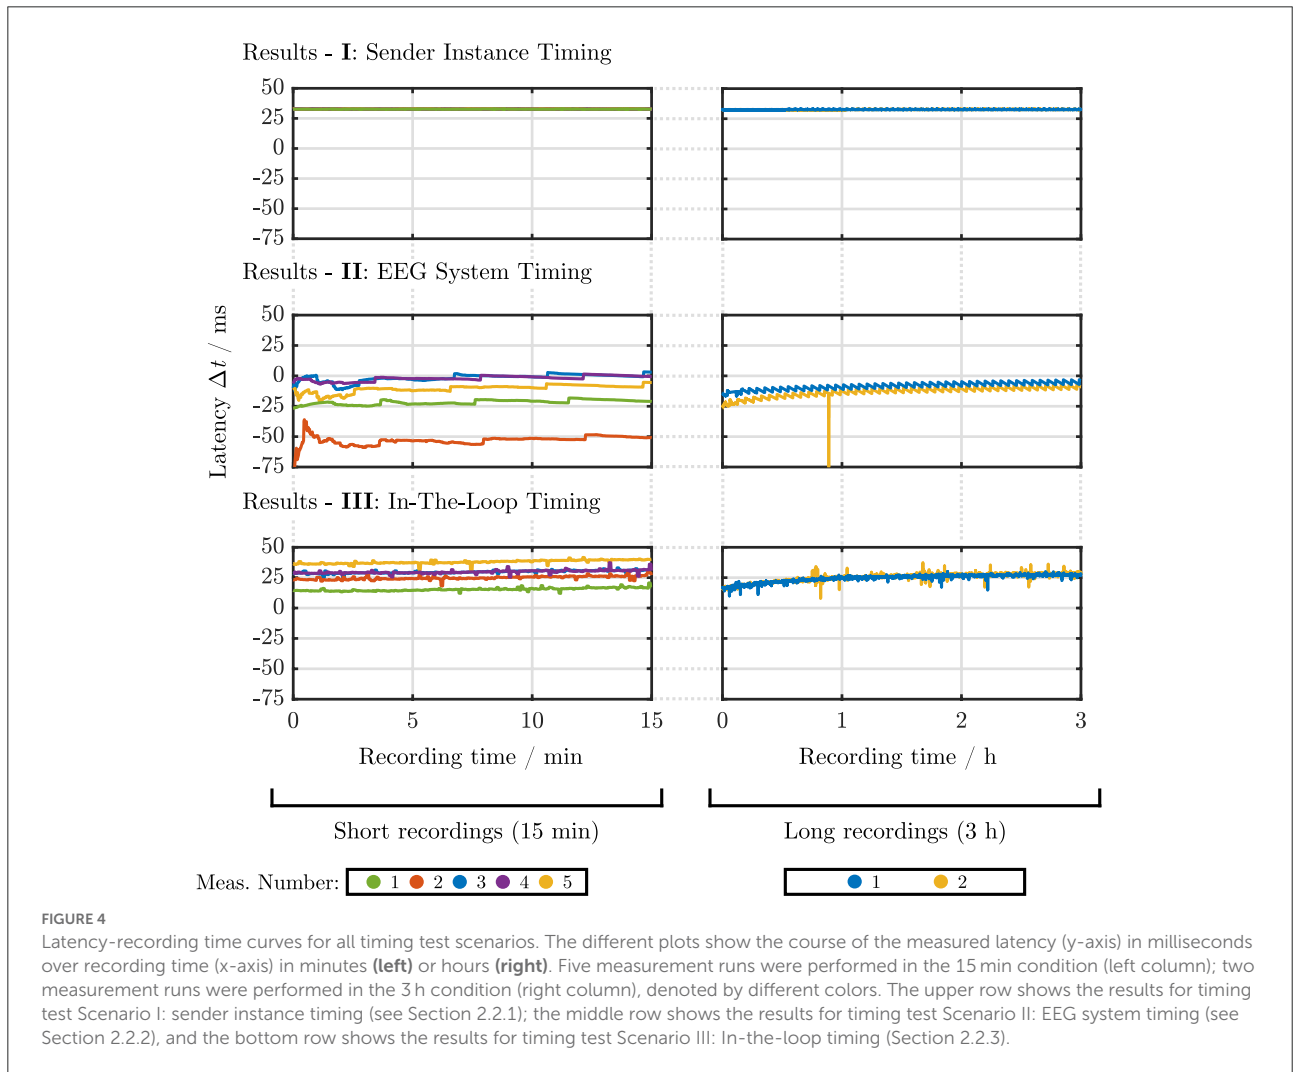 Results - I: Sender Instance Timing
50
25
0
-25
-50
-75
Results - II: EEG System Timing
50
25
0
-25
-50
-75
Latency Δt / ms
Results - III: In-The-Loop Timing
50
25
0
-25
-50
-75
0 5 10 15
0 1 2 3
Recording time / min
Recording time / h
Short recordings (15 min)
Long recordings (3 h)
Meas. Number: 1 2 3 4 5
1 2
FIGURE 4
Latency-recording time curves for all timing test scenarios. The different plots show the course of the measured latency (y-axis) in milliseconds
over recording time (x-axis) in minutes (left) or hours (right). Five measurement runs were performed in the 15 min condition (left column); two
measurement runs were performed in the 3 h condition (right column), denoted by different colors. The upper row shows the results for timing
test Scenario I: sender instance timing (see Section 2.2.1); the middle row shows the results for timing test Scenario II: EEG system timing (see
Section 2.2.2), and the bottom row shows the results for timing test Scenario III: In-the-loop timing (Section 2.2.3).